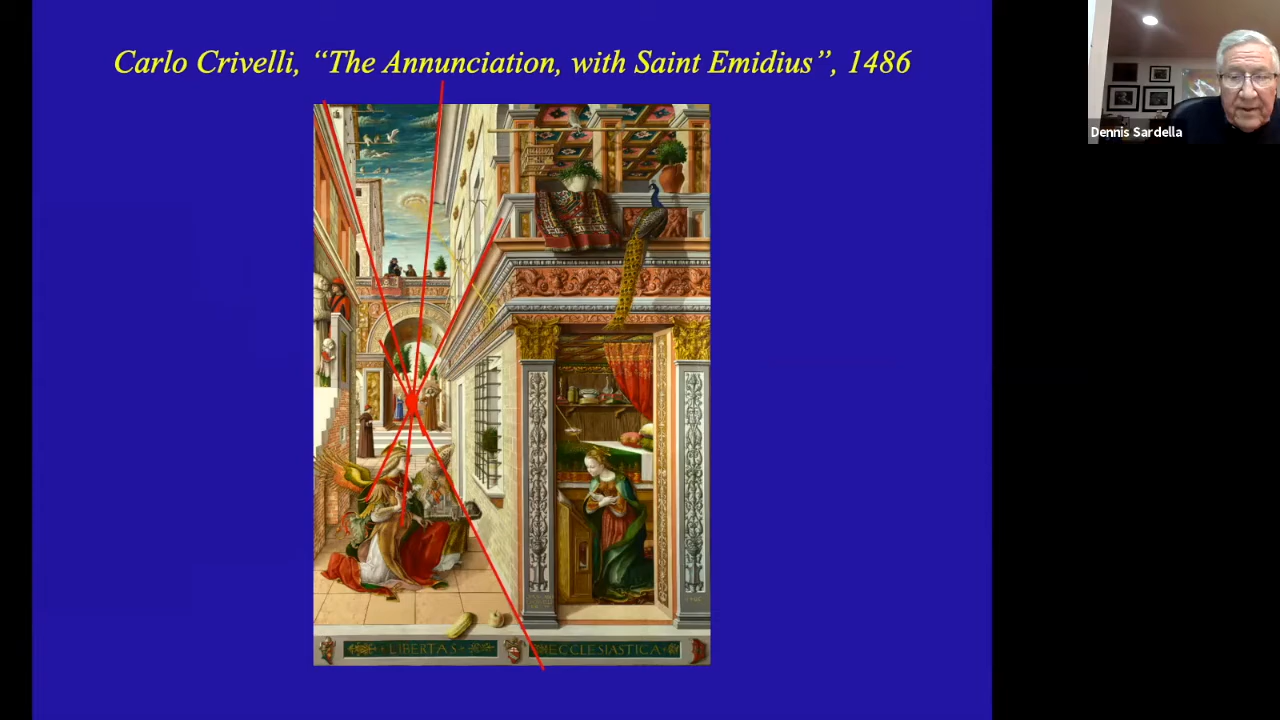 Carlo Crivelli, “The Annunciation, with Saint Emidius”, 1486
Dennis Sardella
LIBERTAS
ECCLESIASTICA